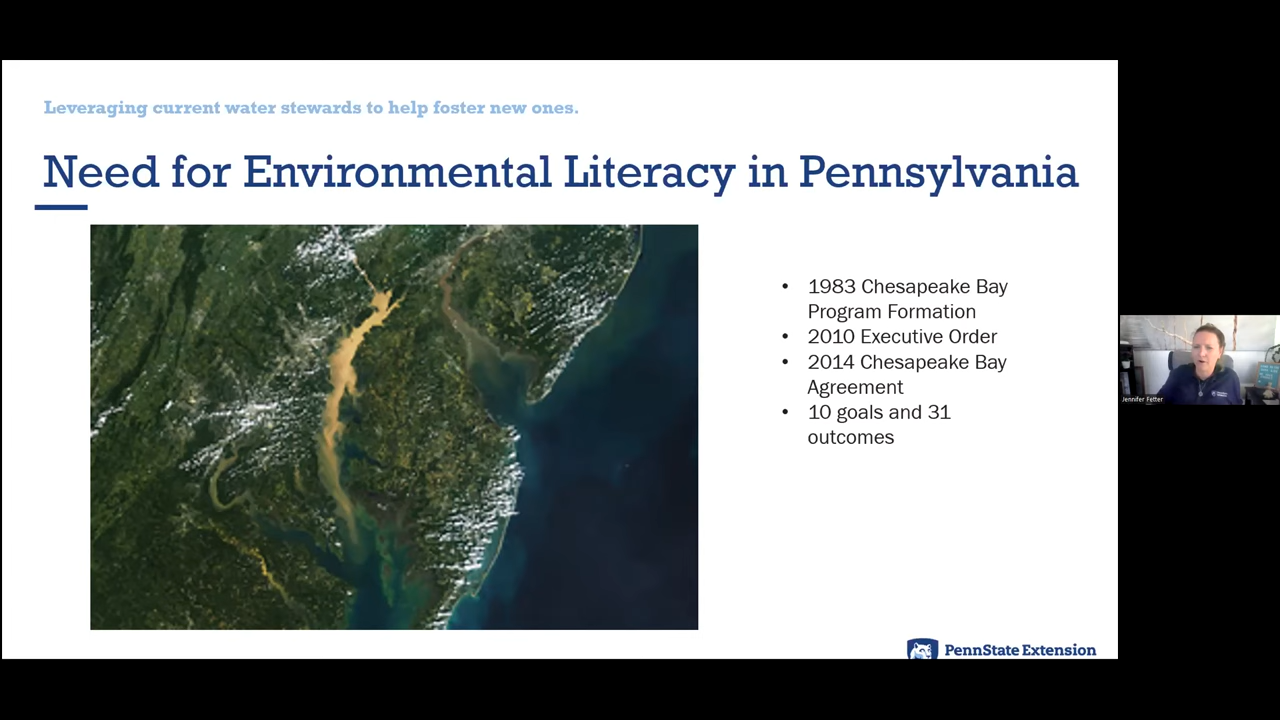 Leveraging current water stewards to help foster new ones.
Need for Environmental Literacy in Pennsylvania
• 1983 Chesapeake Bay
Program Formation
• 2010 Executive Order
• 2014 Chesapeake Bay
Agreement
• 10 goals and 31
outcomes
Jennifer Fetter
PennState Extension